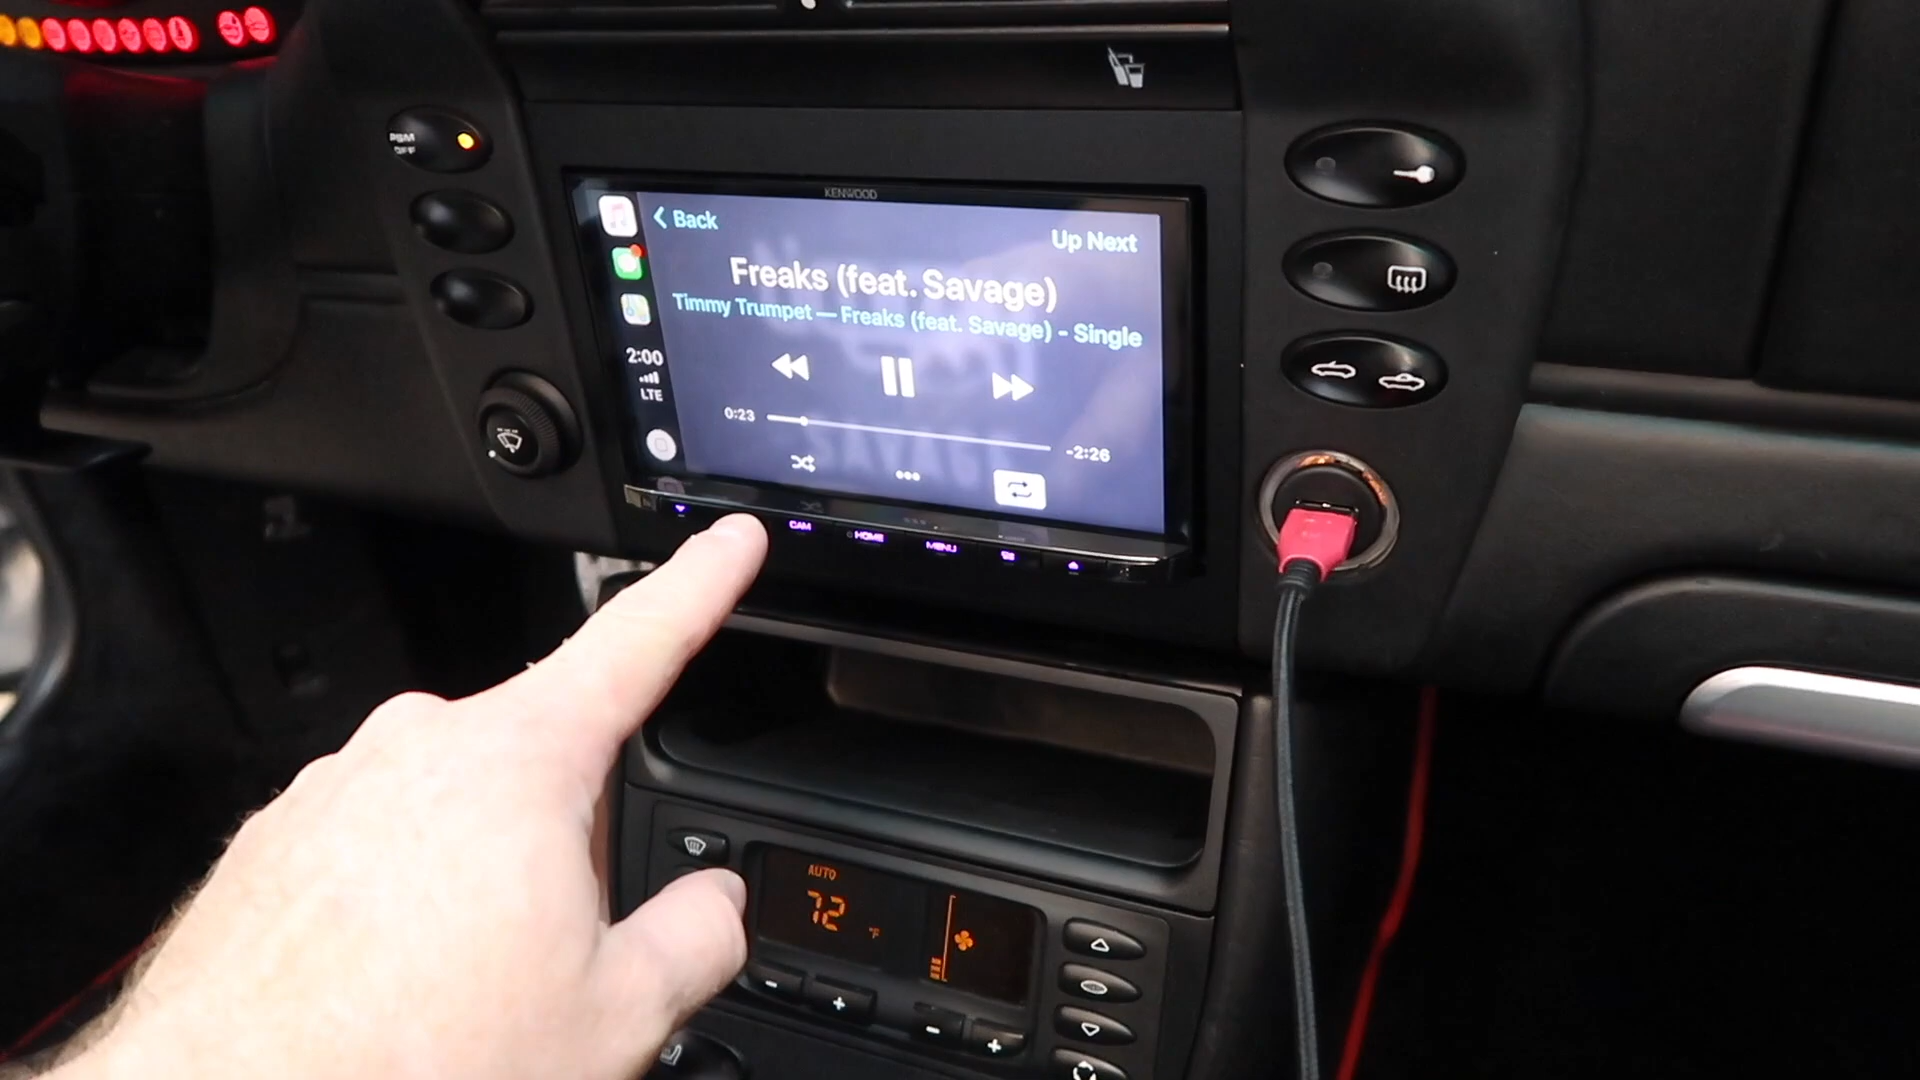 PSM
OFF
KENWOOD
Back
Up Next
Freaks (feat. Savage)
Timmy Trumpet — Freaks (feat. Savage) - Single
2:00
LTE
0:23
-2:26
CAM
HOME
MENU
AUTO
72
°F